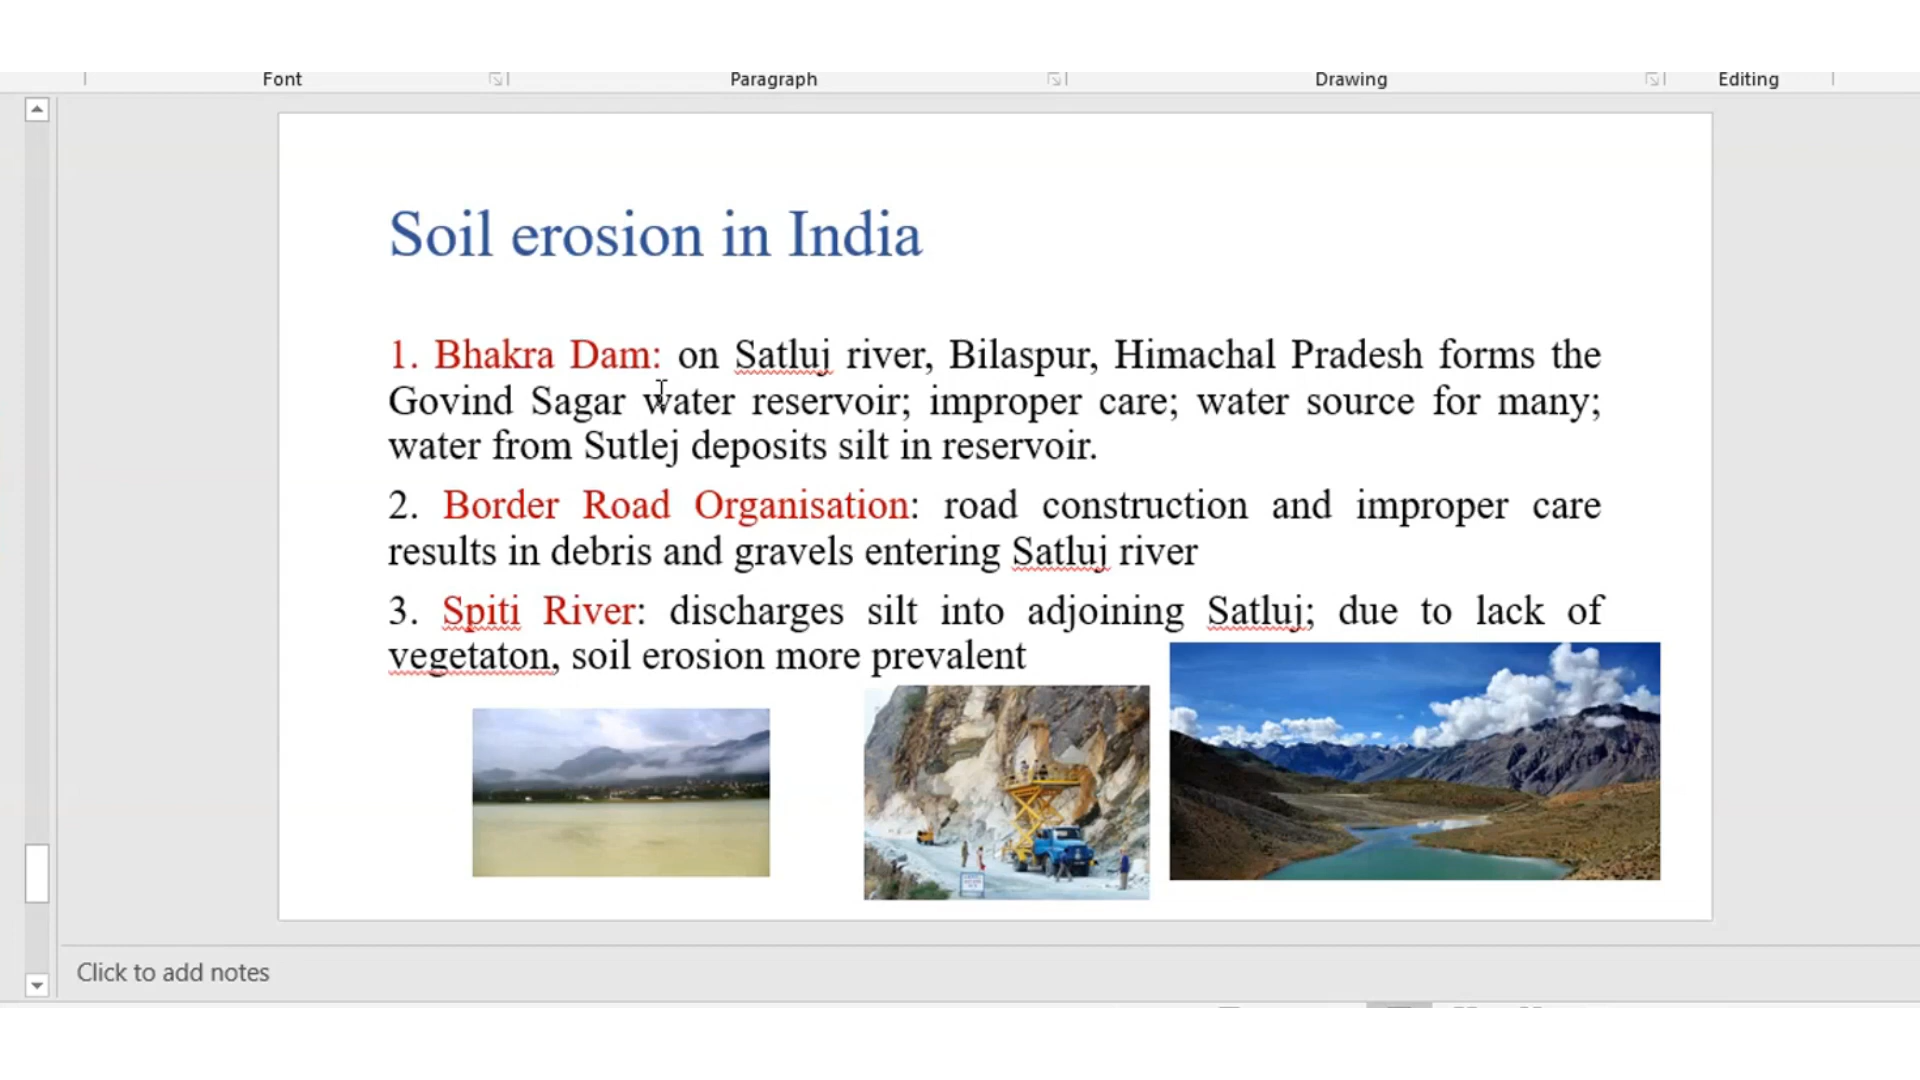 Font Paragraph Drawing Editing
Soil erosion in India
1. Bhakra Dam: on Satluj river, Bilaspur, Himachal Pradesh forms the
Govind Sagar water reservoir; improper care; water source for many;
water from Sutlej deposits silt in reservoir.
2. Border Road Organisation: road construction and improper care
results in debris and gravels entering Satluj river
3. Spiti River: discharges silt into adjoining Satluj; due to lack of
vegetaton, soil erosion more prevalent
Click to add notes